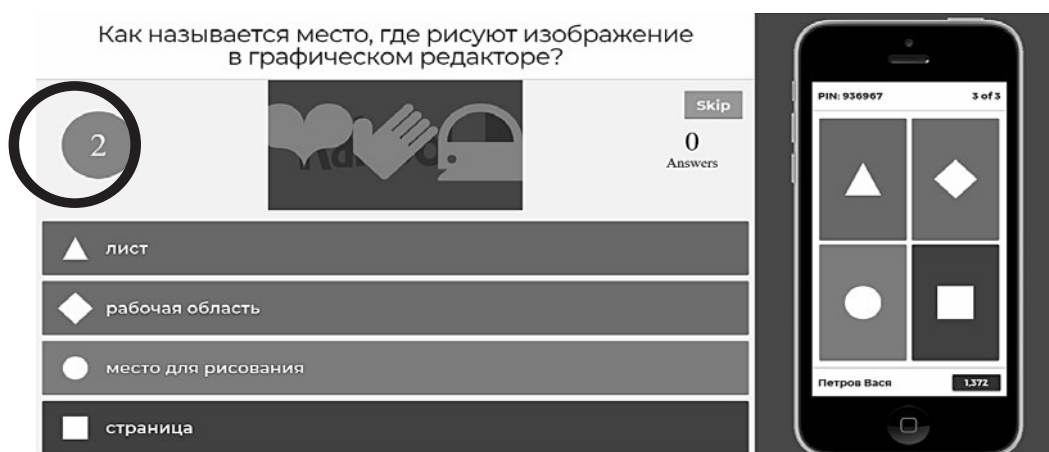 Как называется место, где рисуют изображение
в графическом редакторе?
2
Skip
0
Answers
лист
рабочая область
место для рисования
страница
PIN: 936967 3 of 3
Петров Вася 1,372